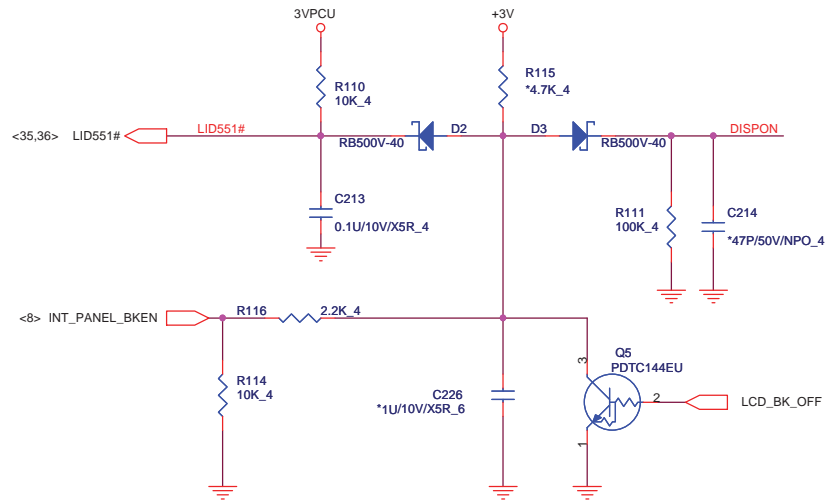 3VPCU
+3V
R110
10K_4
R115
*4.7K_4
<35,36> LID551#
LID551#
D2
RB500V-40
D3
RB500V-40
DISPON
C213
0.1U/10V/X5R_4
R111
100K_4
C214
*47P/50V/NPO_4
<8> INT_PANEL_BKEN
R116
2.2K_4
R114
10K_4
C226
*1U/10V/X5R_6
3
Q5
PDTC144EU
2
LCD_BK_OFF
1